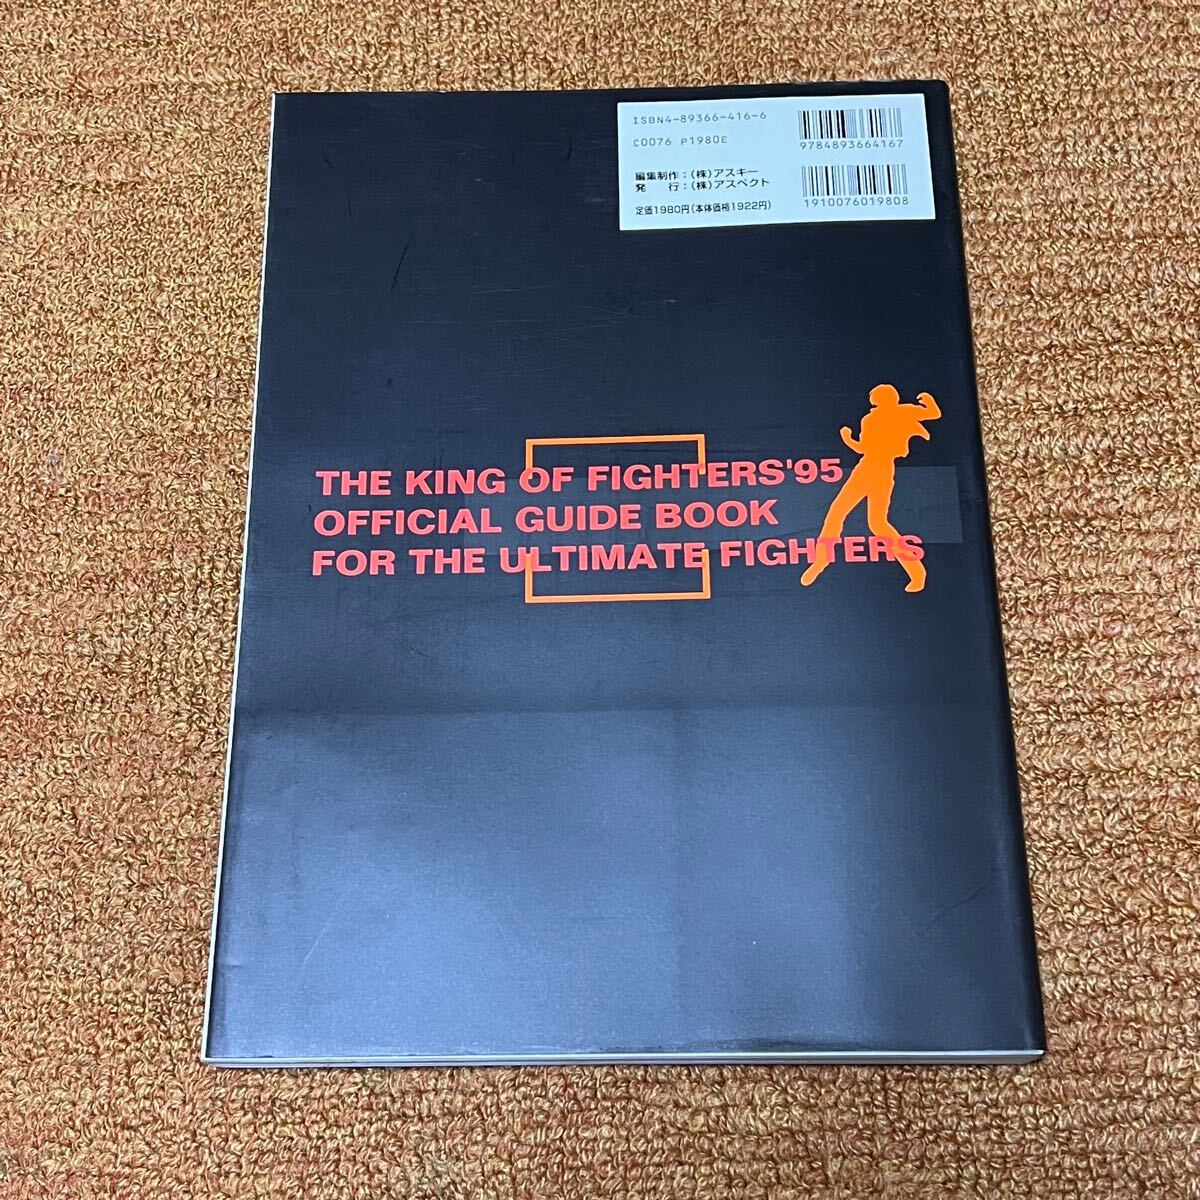 ISBN4-89366-416-6
C0076 P1980E
9784893664167
編集制作：（株）アスキー
発　行：（株）アスペクト
定価1980円（本体価格1922円）
1910076019808
THE KING OF FIGHTERS'95
OFFICIAL GUIDE BOOK
FOR THE ULTIMATE FIGHTERS